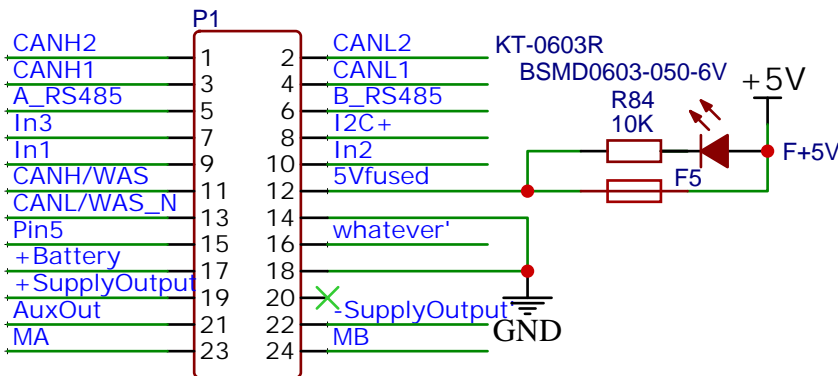 P1
CANH2 1 2 CANL2 KT-0603R
CANH1 3 4 CANL1 BSMD0603-050-6V
A_RS485 5 6 B_RS485 R84 +5V
In3 7 8 I2C+ 10K
In1 9 10 In2 F+5V
CANH/WAS 11 12 5Vfused F5
CANL/WAS_N 13 14
Pin5 15 16 whatever'
+Battery 17 18
+SupplyOutput 19 20
AuxOut 21 22 -SupplyOutput' GND
MA 23 24 MB